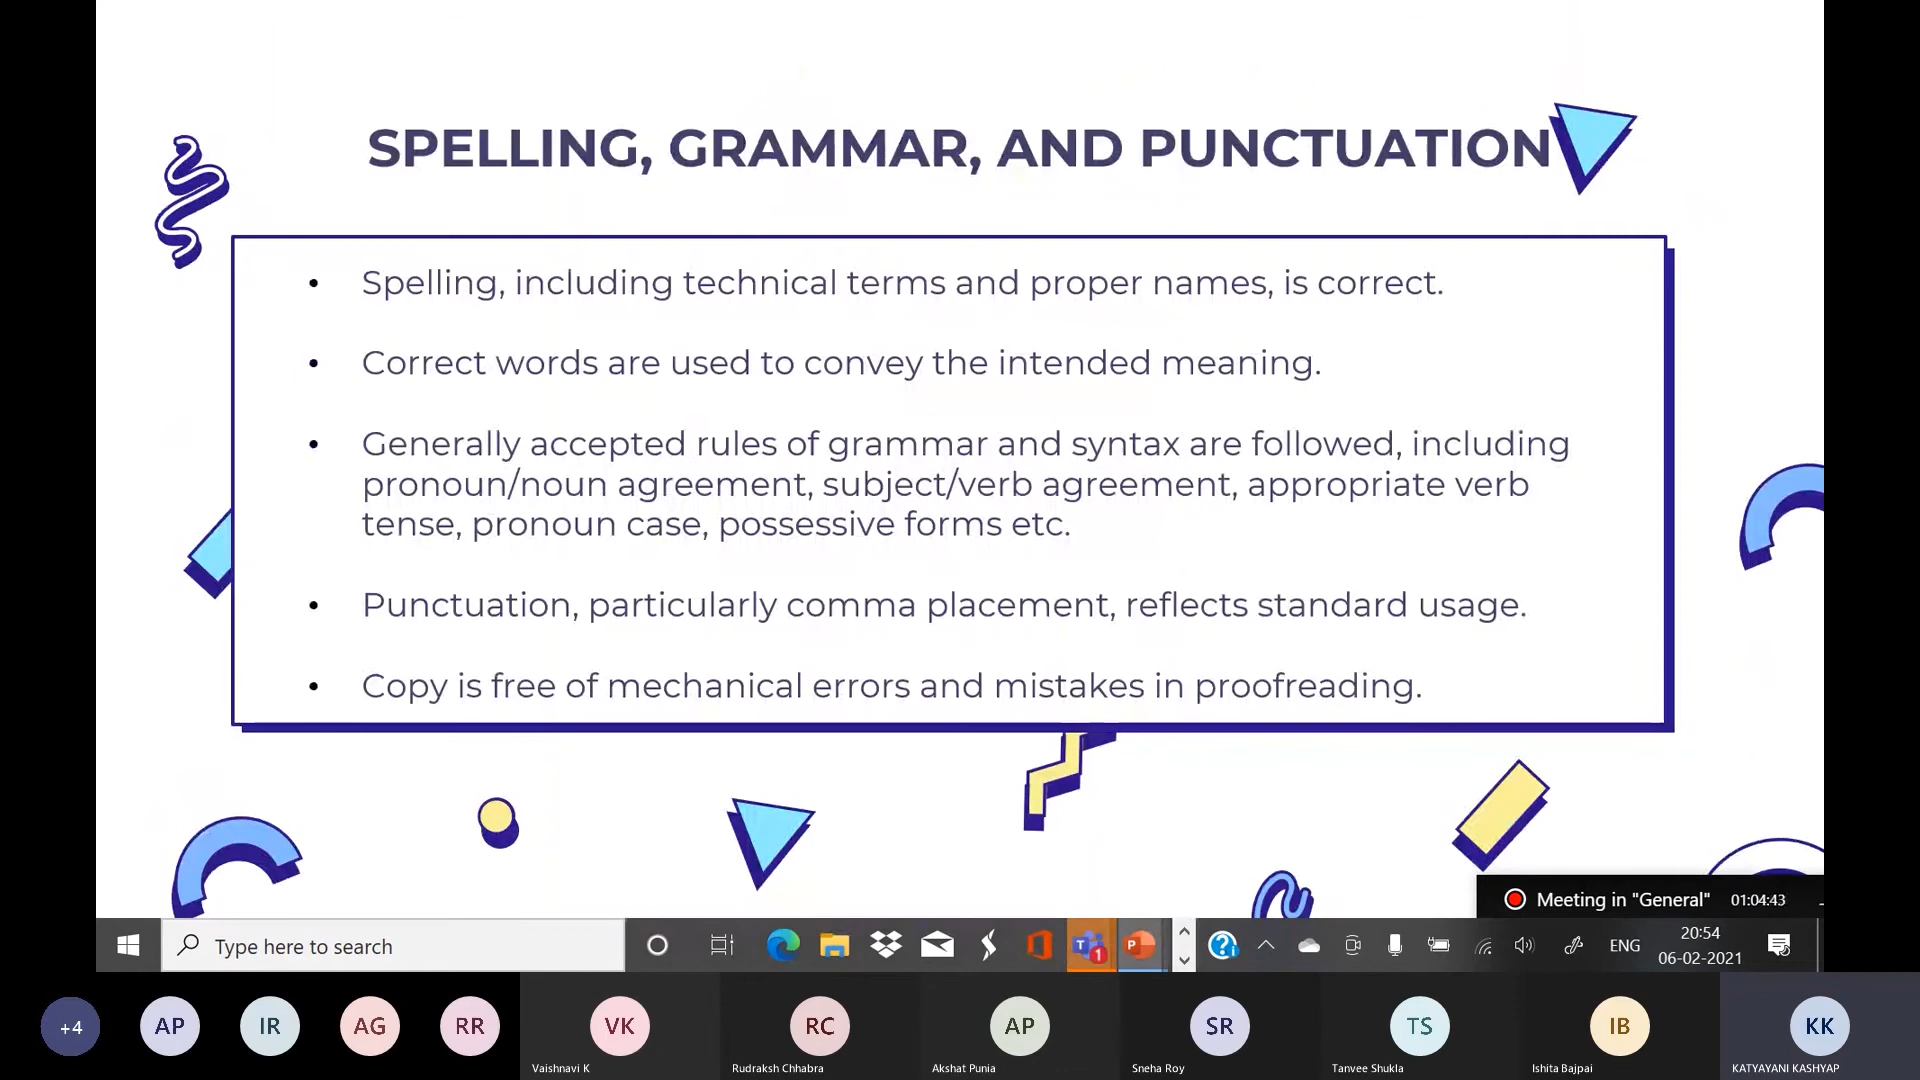 SPELLING, GRAMMAR, AND PUNCTUATION
• Spelling, including technical terms and proper names, is correct.
• Correct words are used to convey the intended meaning.
• Generally accepted rules of grammar and syntax are followed, including
pronoun/noun agreement, subject/verb agreement, appropriate verb
tense, pronoun case, possessive forms etc.
• Punctuation, particularly comma placement, reflects standard usage.
• Copy is free of mechanical errors and mistakes in proofreading.
Meeting in "General" 01:04:43
Type here to search
1
P
ENG
20:54
06-02-2021
+4 AP IR AG RR VK RC AP SR TS IB KK
Vaishnavi K Rudraksh Chhabra Akshat Punia Sneha Roy Tanvee Shukla Ishita Bajpai KATYAYANI KASHYAP